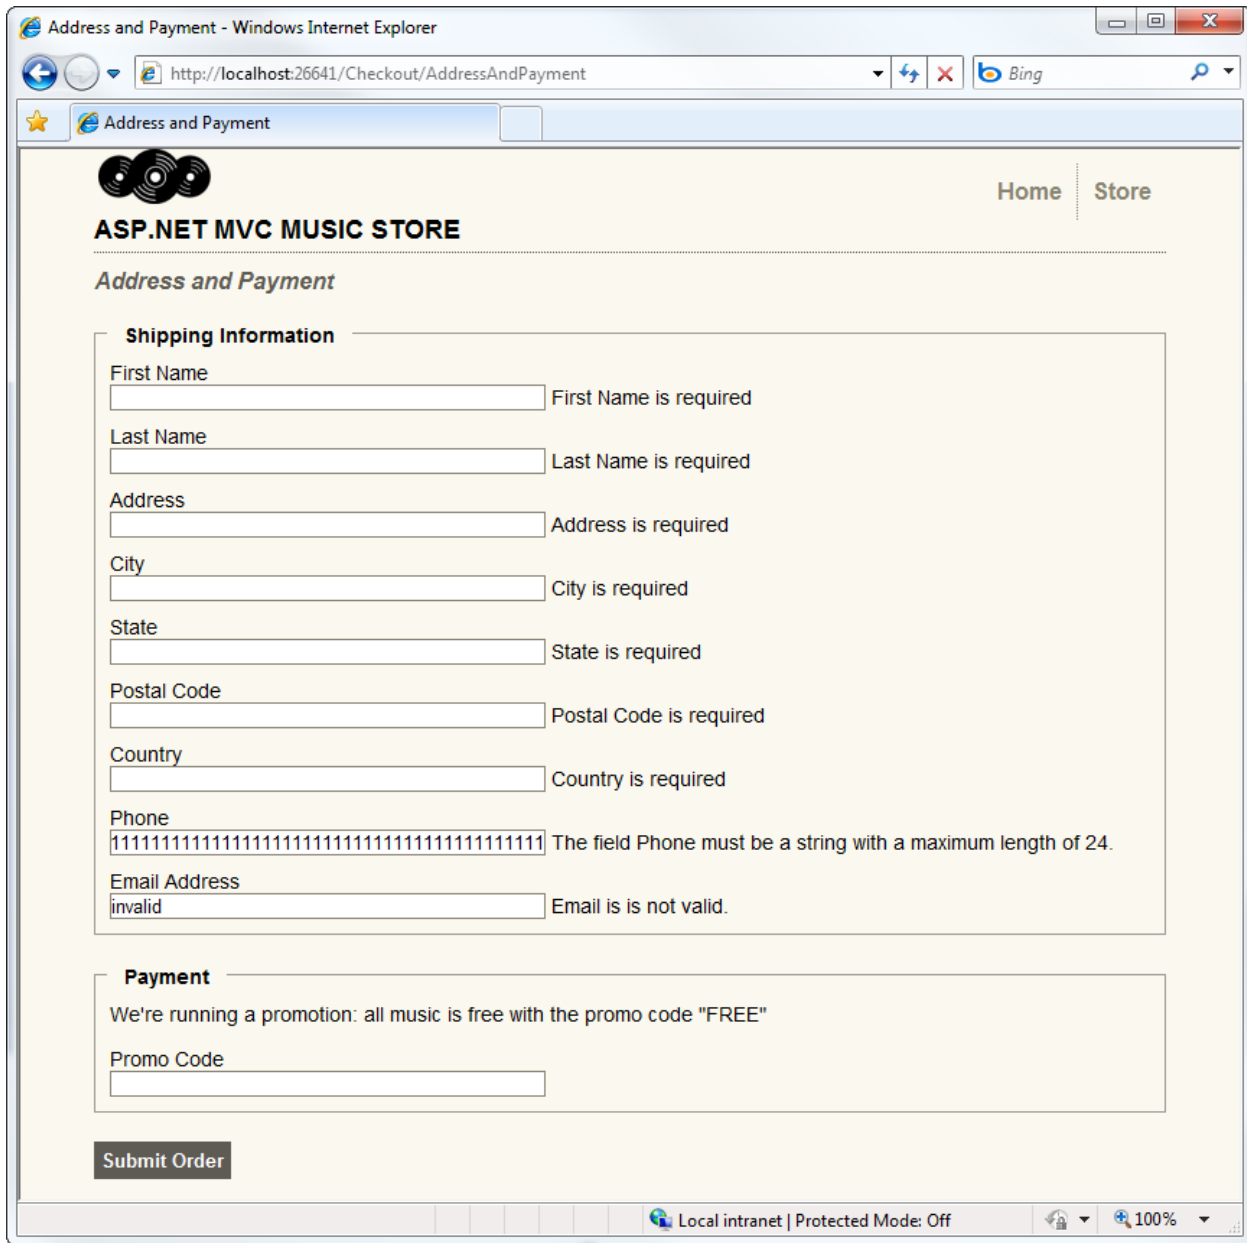 Address and Payment - Windows Internet Explorer
http://localhost:26641/Checkout/AddressAndPayment
Bing
Address and Payment
Home
Store
ASP.NET MVC MUSIC STORE
Address and Payment
Shipping Information
First Name
First Name is required
Last Name
Last Name is required
Address
Address is required
City
City is required
State
State is required
Postal Code
Postal Code is required
Country
Country is required
Phone
The field Phone must be a string with a maximum length of 24.
Email Address
invalid Email is is not valid.
Payment
We're running a promotion: all music is free with the promo code "FREE"
Promo Code
Submit Order
Local intranet | Protected Mode: Off
100%